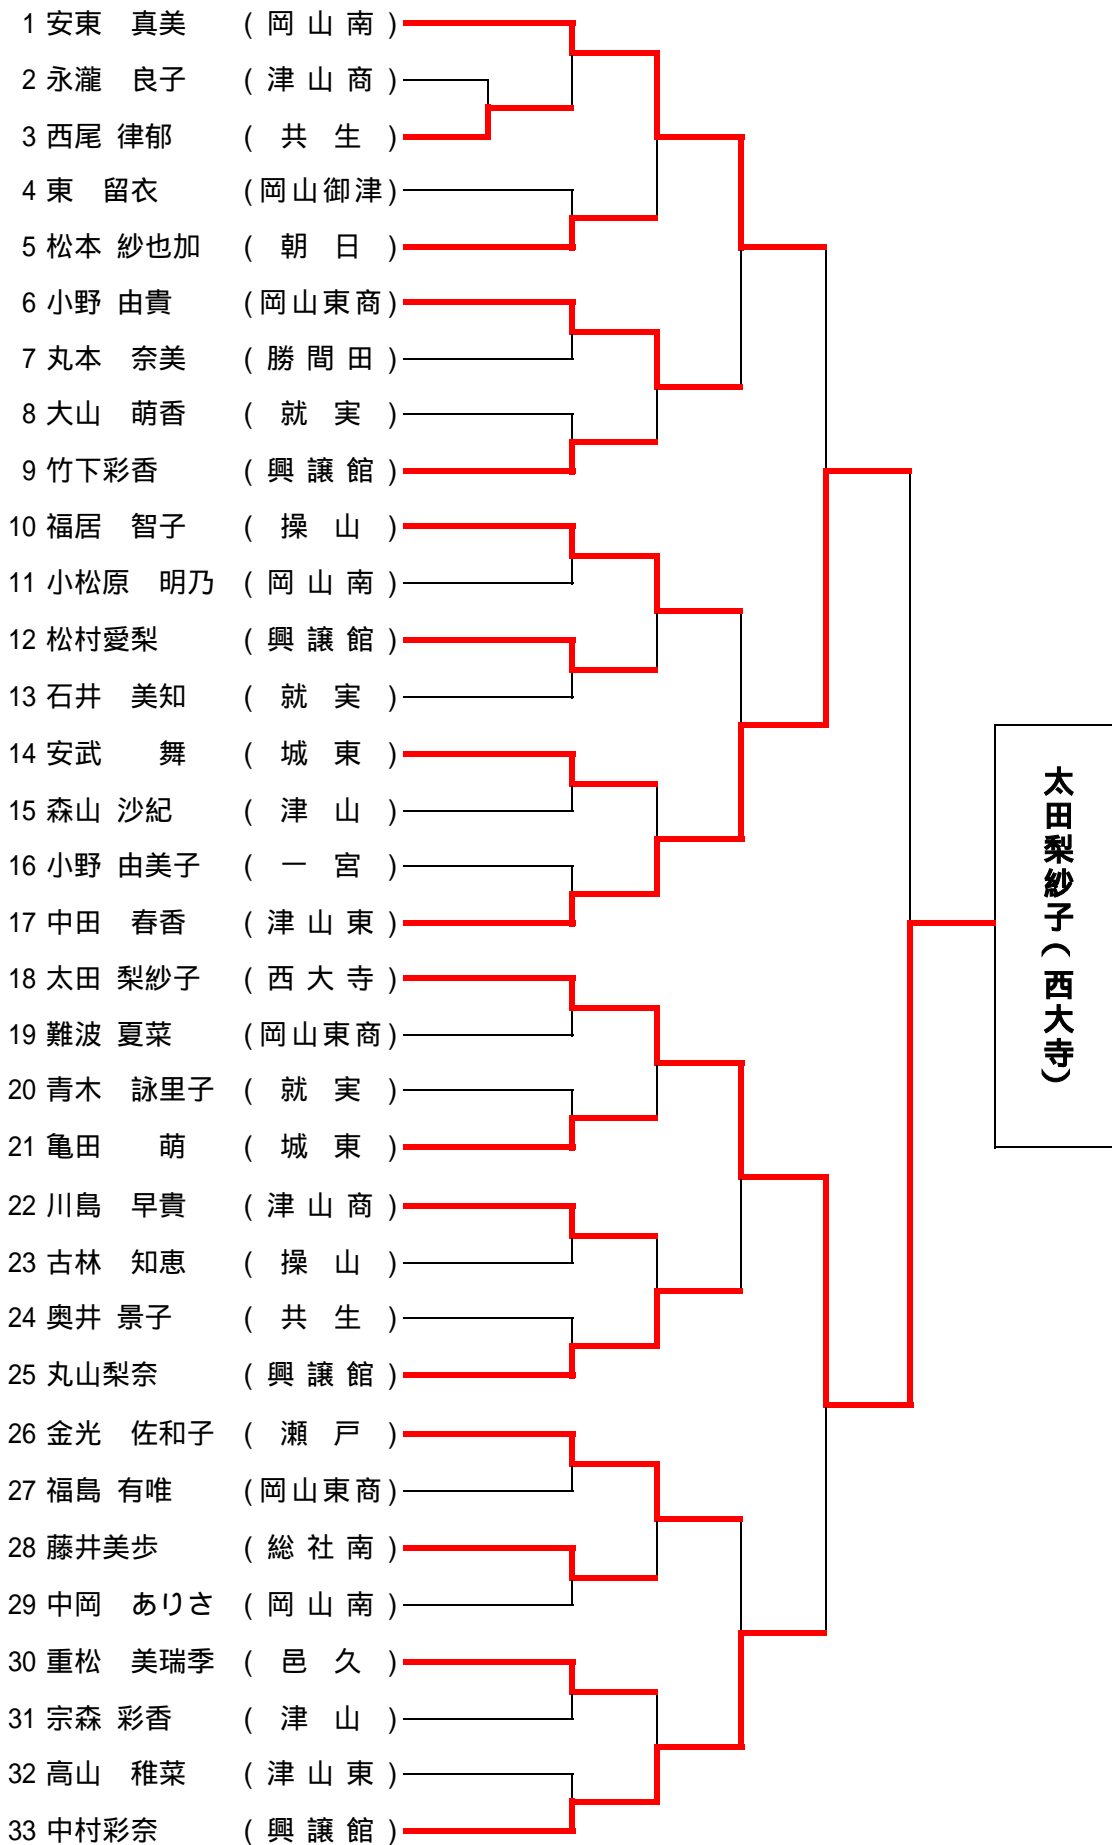 1 安東　真美 (岡山南)
2 永瀧　良子 (津山商)
3 西尾 律郁 (共生)
4 東　留衣 (岡山御津)
5 松本 紗也加 (朝日)
6 小野 由貴 (岡山東商)
7 丸本　奈美 (勝間田)
8 大山　萌香 (就実)
9 竹下彩香 (興譲館)
10 福居　智子 (操山)
11 小松原　明乃 (岡山南)
12 松村愛梨 (興譲館)
13 石井　美知 (就実)
14 安武　　舞 (城東)
15 森山 沙紀 (津山)
16 小野 由美子 (一宮)
17 中田　春香 (津山東)
18 太田 梨紗子 (西大寺)
19 難波 夏菜 (岡山東商)
20 青木　詠里子 (就実)
21 亀田　　萌 (城東)
22 川島　早貴 (津山商)
23 古林　知恵 (操山)
24 奥井 景子 (共生)
25 丸山梨奈 (興譲館)
26 金光　佐和子 (瀬戸)
27 福島 有唯 (岡山東商)
28 藤井美歩 (総社南)
29 中岡　ありさ (岡山南)
30 重松　美瑞季 (邑久)
31 宗森 彩香 (津山)
32 高山　稚菜 (津山東)
33 中村彩奈 (興譲館)
太田梨紗子(西大寺)